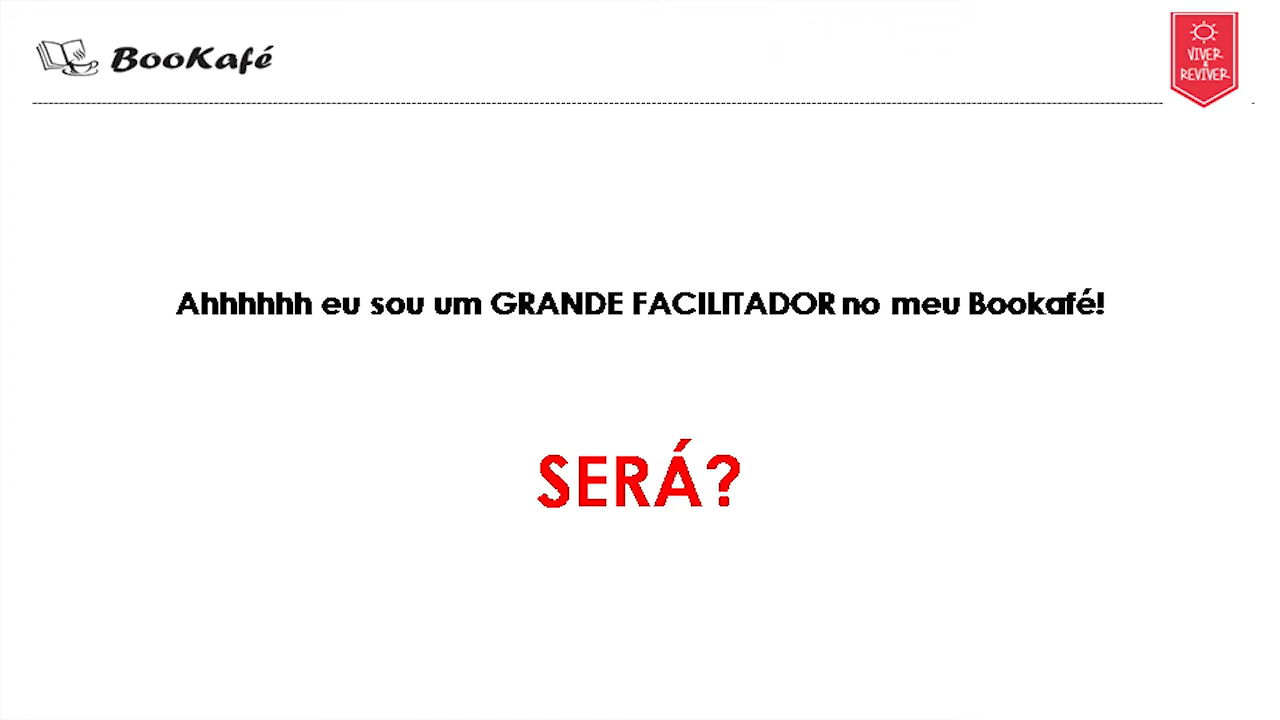 BooKafé
VIVER
E
REVIVER
Ahhhhhh eu sou um GRANDE FACILITADOR no meu Bookafé!
SERÁ?